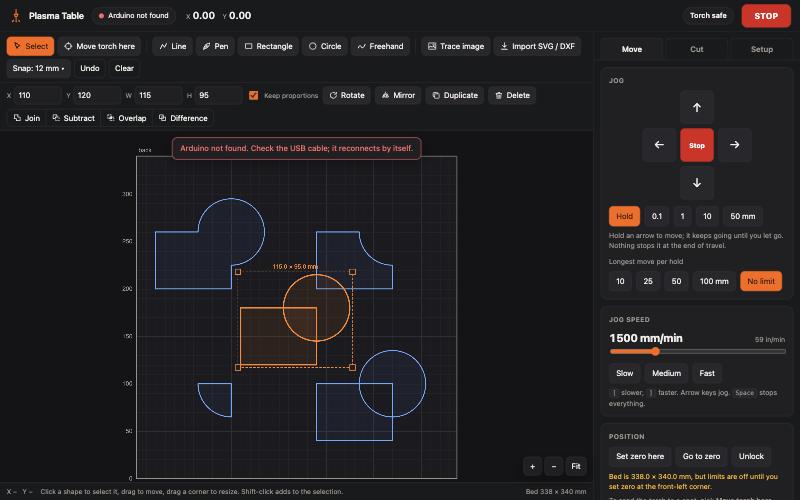 Plasma Table Arduino not found X 0.00 Y 0.00 Torch safe STOP
Select Move torch here Line Pen Rectangle Circle Freehand Trace image Import SVG / DXF
Snap: 12 mm Undo Clear
X 110 Y 120 W 115 H 95 Keep proportions Rotate Mirror Duplicate Delete
Join Subtract Overlap Difference
Arduino not found. Check the USB cable; it reconnects by itself.
back
300
250
200
150
100
50
0
115.0 × 95.0 mm
+ − Fit
X – Y – Click a shape to select it, drag to move, drag a corner to resize. Shift-click adds to the selection. Bed 338 × 340 mm
Move Cut Setup
JOG
Stop
Hold 0.1 1 10 50 mm
Hold an arrow to move; it keeps going until you let go.
Nothing stops it at the end of travel.
Longest move per hold
10 25 50 100 mm No limit
JOG SPEED
1500 mm/min 59 in/min
Slow Medium Fast
[ slower, ] faster. Arrow keys jog. Space stops
everything.
POSITION
Set zero here Go to zero Unlock
Bed is 338.0 × 340.0 mm, but limits are off until you
set zero at the front-left corner.